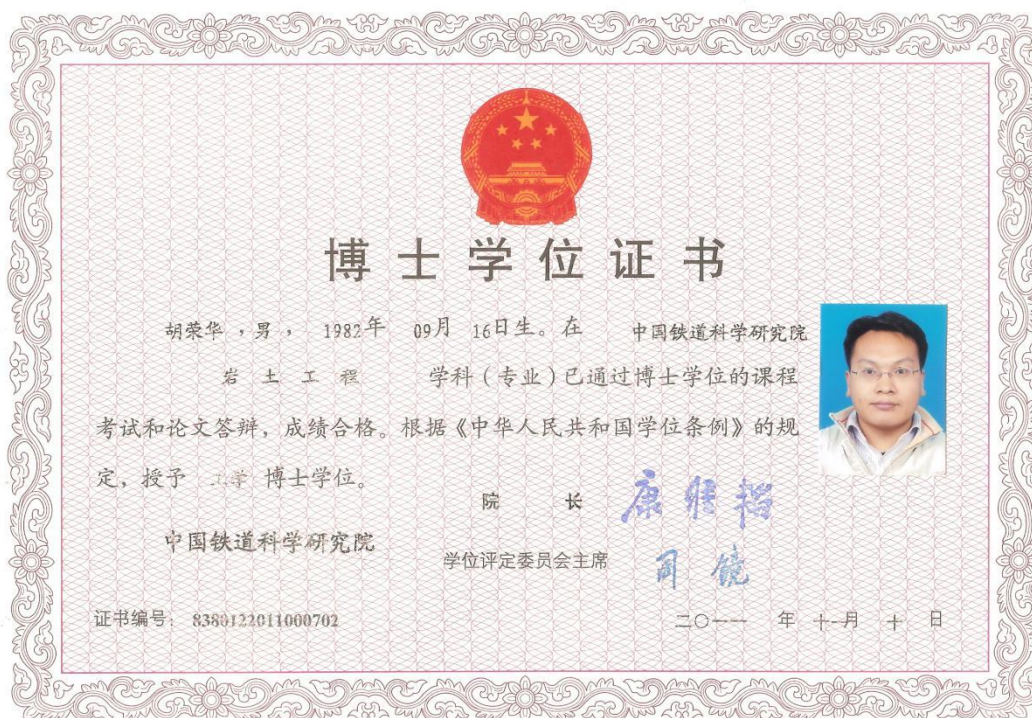 博士学位证书
胡荣华 ，男， 1982年 09月 16日生。在 中国铁道科学研究院
岩土工程 学科（专业）已通过博士学位的课程
考试和论文答辩，成绩合格。根据《中华人民共和国学位条例》的规
定，授予 工学 博士学位。
院 长 康 熊
中国铁道科学研究院
学位评定委员会主席 周 镜
证书编号：8380122011000702 二〇一一 年 十一月 十 日